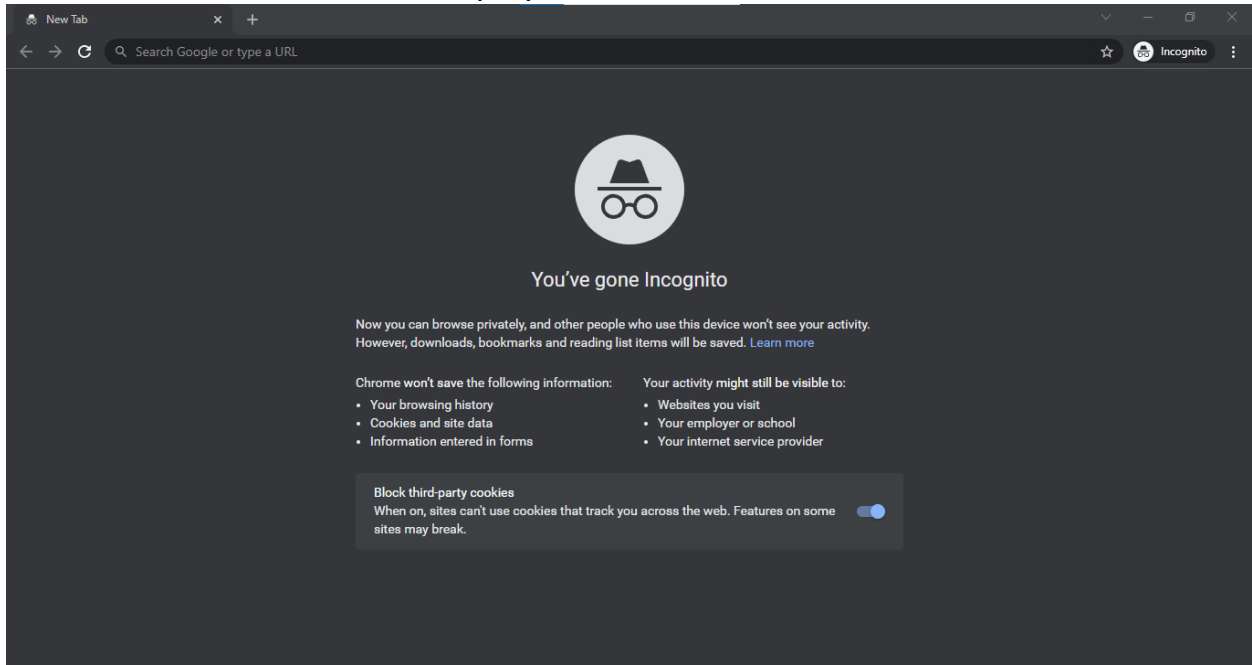 New Tab
Search Google or type a URL
Incognito
You've gone Incognito
Now you can browse privately, and other people who use this device won't see your activity.
However, downloads, bookmarks and reading list items will be saved. Learn more
Chrome won't save the following information:
• Your browsing history
• Cookies and site data
• Information entered in forms
Your activity might still be visible to:
• Websites you visit
• Your employer or school
• Your internet service provider
Block third-party cookies
When on, sites can't use cookies that track you across the web. Features on some
sites may break.